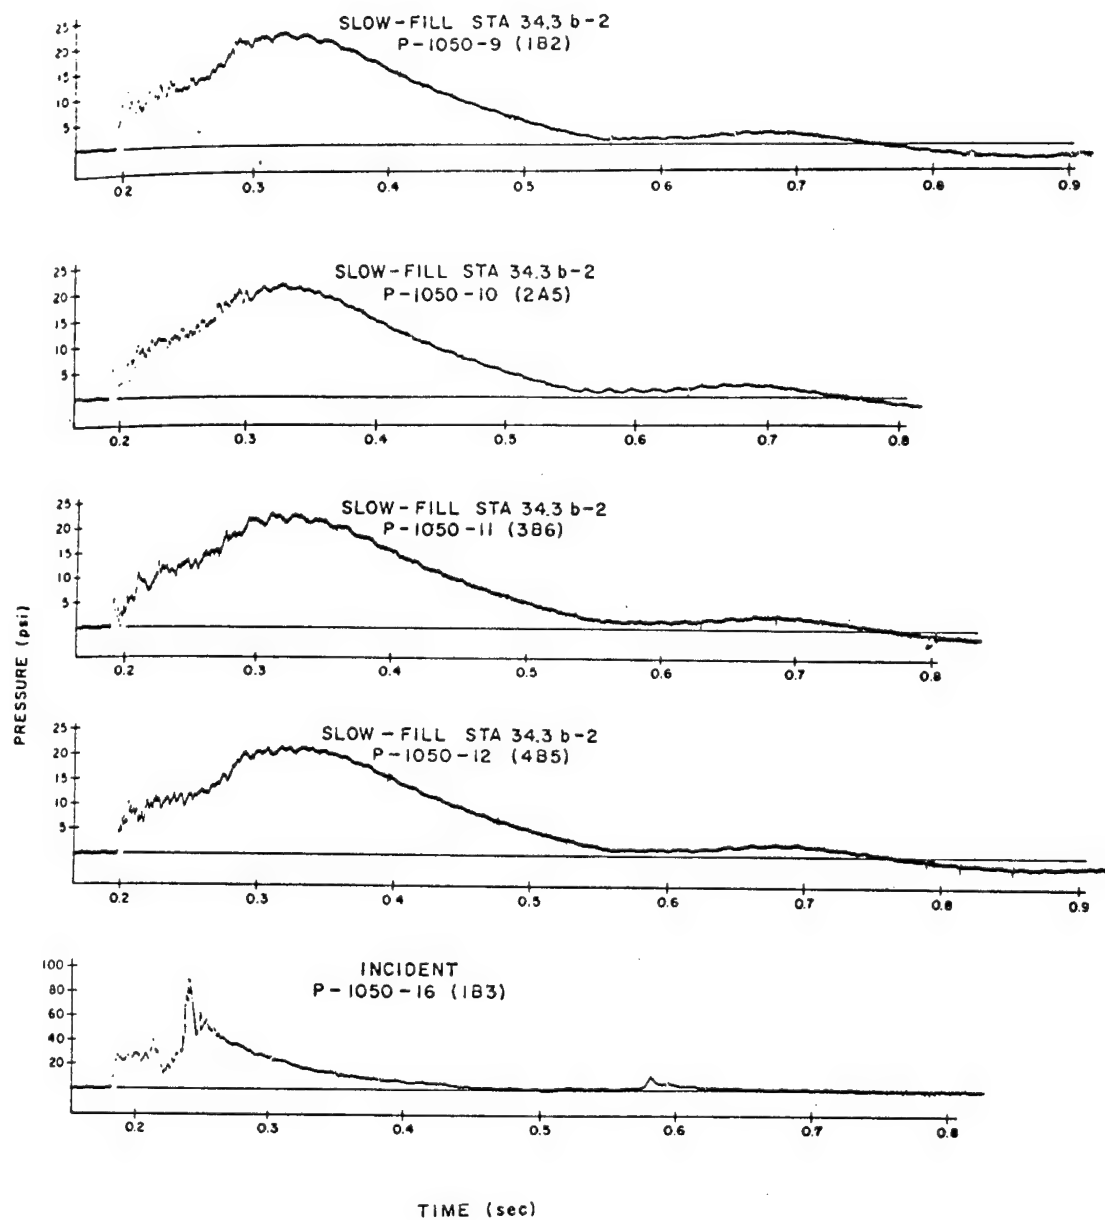 SLOW-FILL STA 34.3 b-2
P-1050-9 (1B2)
25
20
15
10
5
0.2 0.3 0.4 0.5 0.6 0.7 0.8 0.9
SLOW-FILL STA 34.3 b-2
P-1050-10 (2A5)
25
20
15
10
5
0.2 0.3 0.4 0.5 0.6 0.7 0.8
SLOW-FILL STA 34.3 b-2
P-1050-11 (3B6)
25
20
15
10
5
0.2 0.3 0.4 0.5 0.6 0.7 0.8
PRESSURE (psi)
SLOW-FILL STA 34.3 b-2
P-1050-12 (4B5)
25
20
15
10
5
0.2 0.3 0.4 0.5 0.6 0.7 0.8 0.9
INCIDENT
P-1050-16 (1B3)
100
80
60
40
20
0.2 0.3 0.4 0.5 0.6 0.7 0.8
TIME (sec)